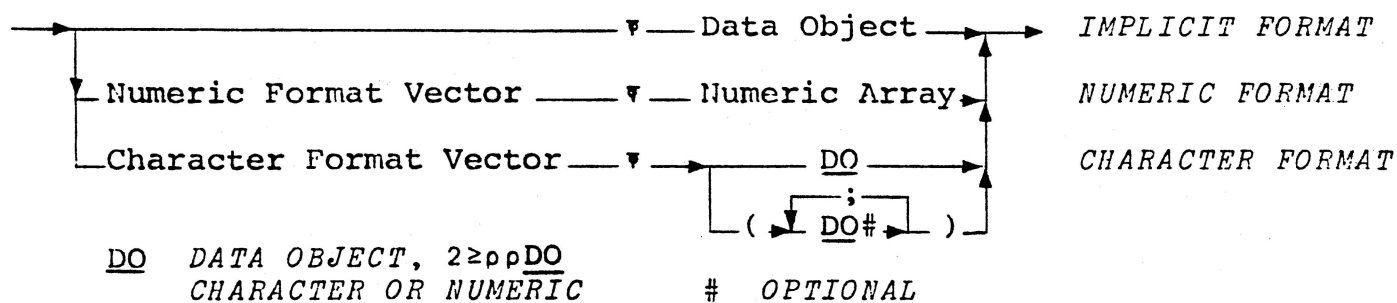 ⍕ Data Object IMPLICIT FORMAT
Numeric Format Vector ⍕ Numeric Array NUMERIC FORMAT
Character Format Vector ⍕ DO CHARACTER FORMAT
;
( DO# )
DO DATA OBJECT, 2≥⍴⍴DO
CHARACTER OR NUMERIC # OPTIONAL